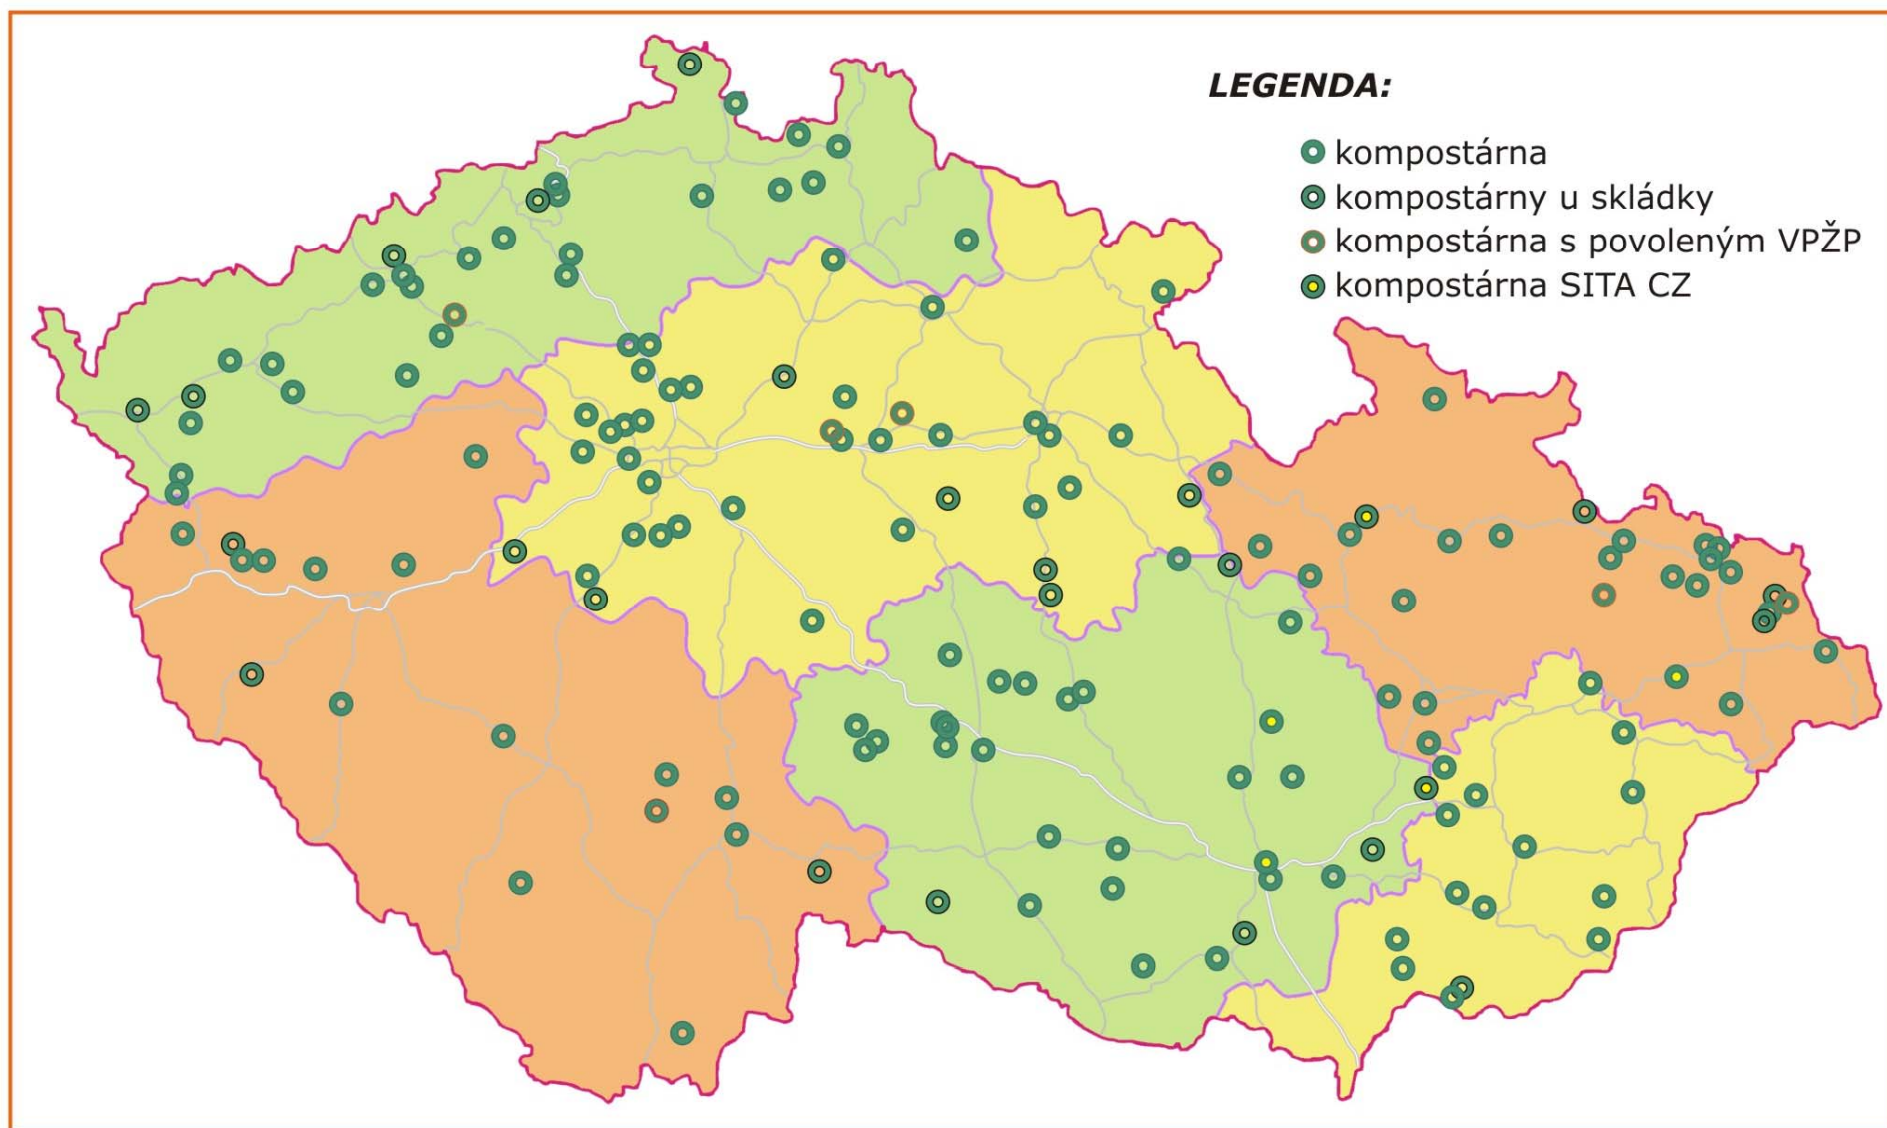 LEGENDA:
kompostárna
kompostárny u skládky
kompostárna s povoleným VPŽP
kompostárna SITA CZ